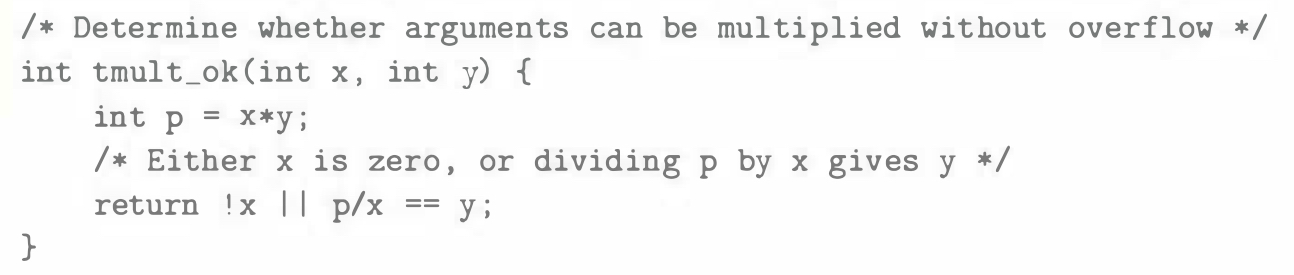 /* Determine whether arguments can be multiplied without overflow */
int tmult_ok(int x, int y) {
    int p = x*y;
    /* Either x is zero, or dividing p by x gives y */
    return !x || p/x == y;
}